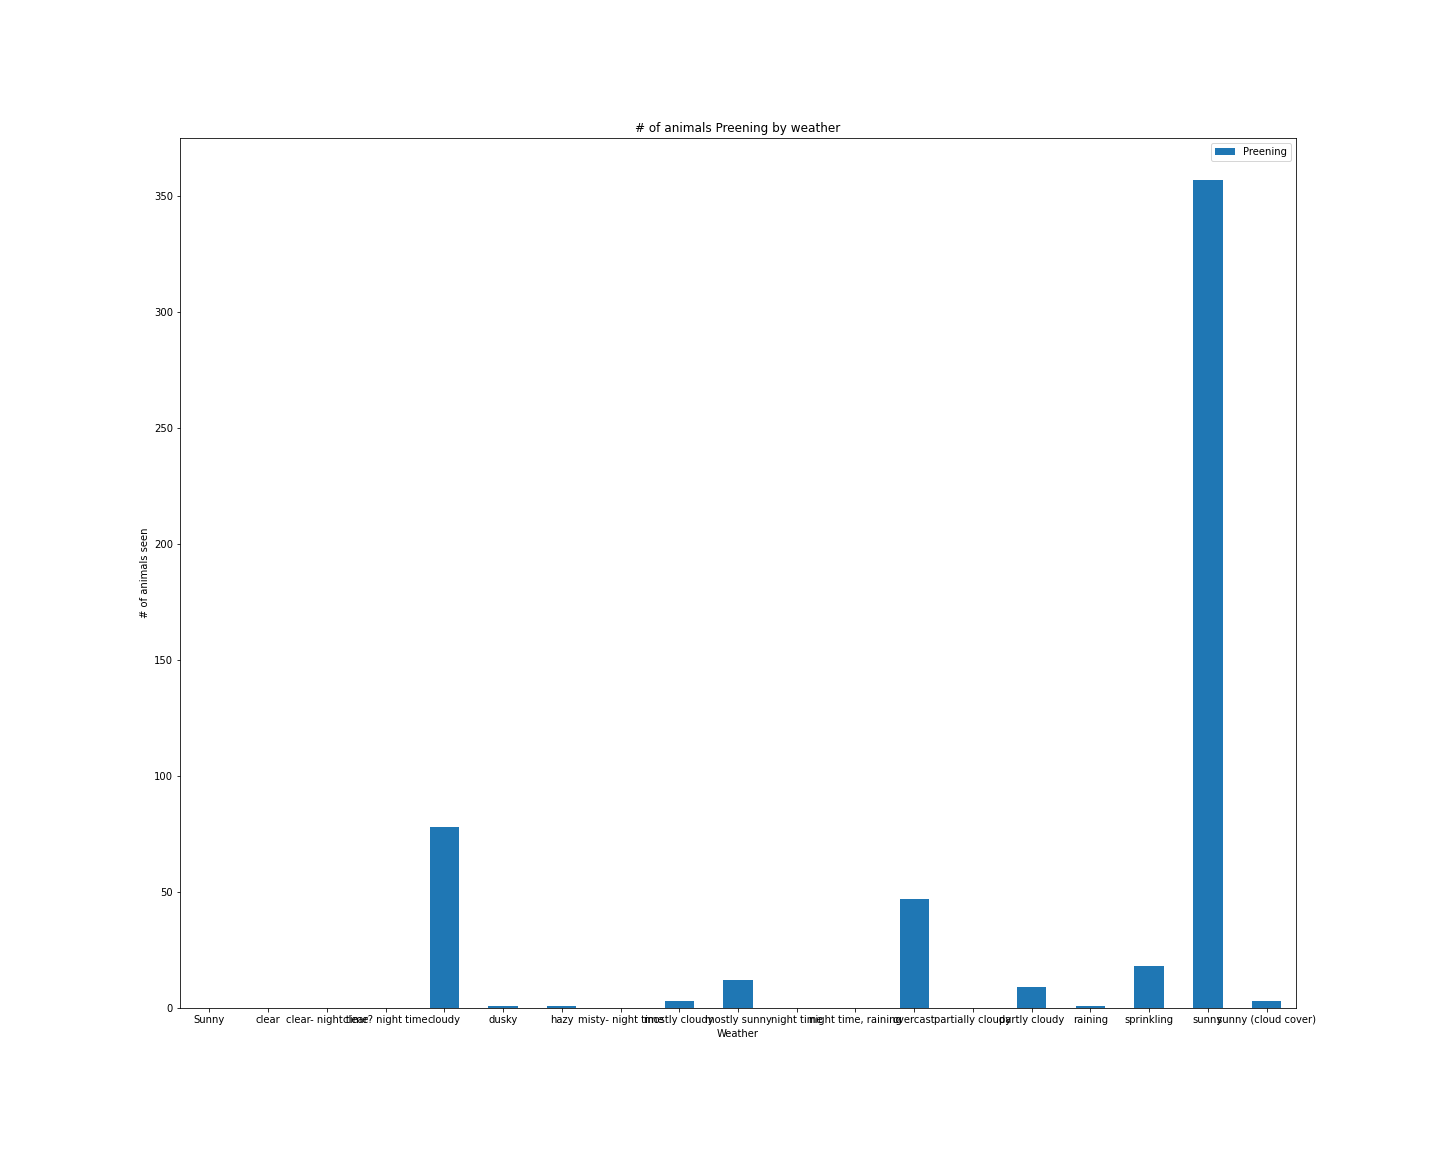 # of animals Preening by weather
Preening
350
300
250
200
150
100
50
0
# of animals seen
Sunny clear clear- night time clear? night time cloudy dusky hazy misty- night time mostly cloudy mostly sunny night time night time, raining overcast partially cloudy partly cloudy raining sprinkling sunny sunny (cloud cover)
Weather